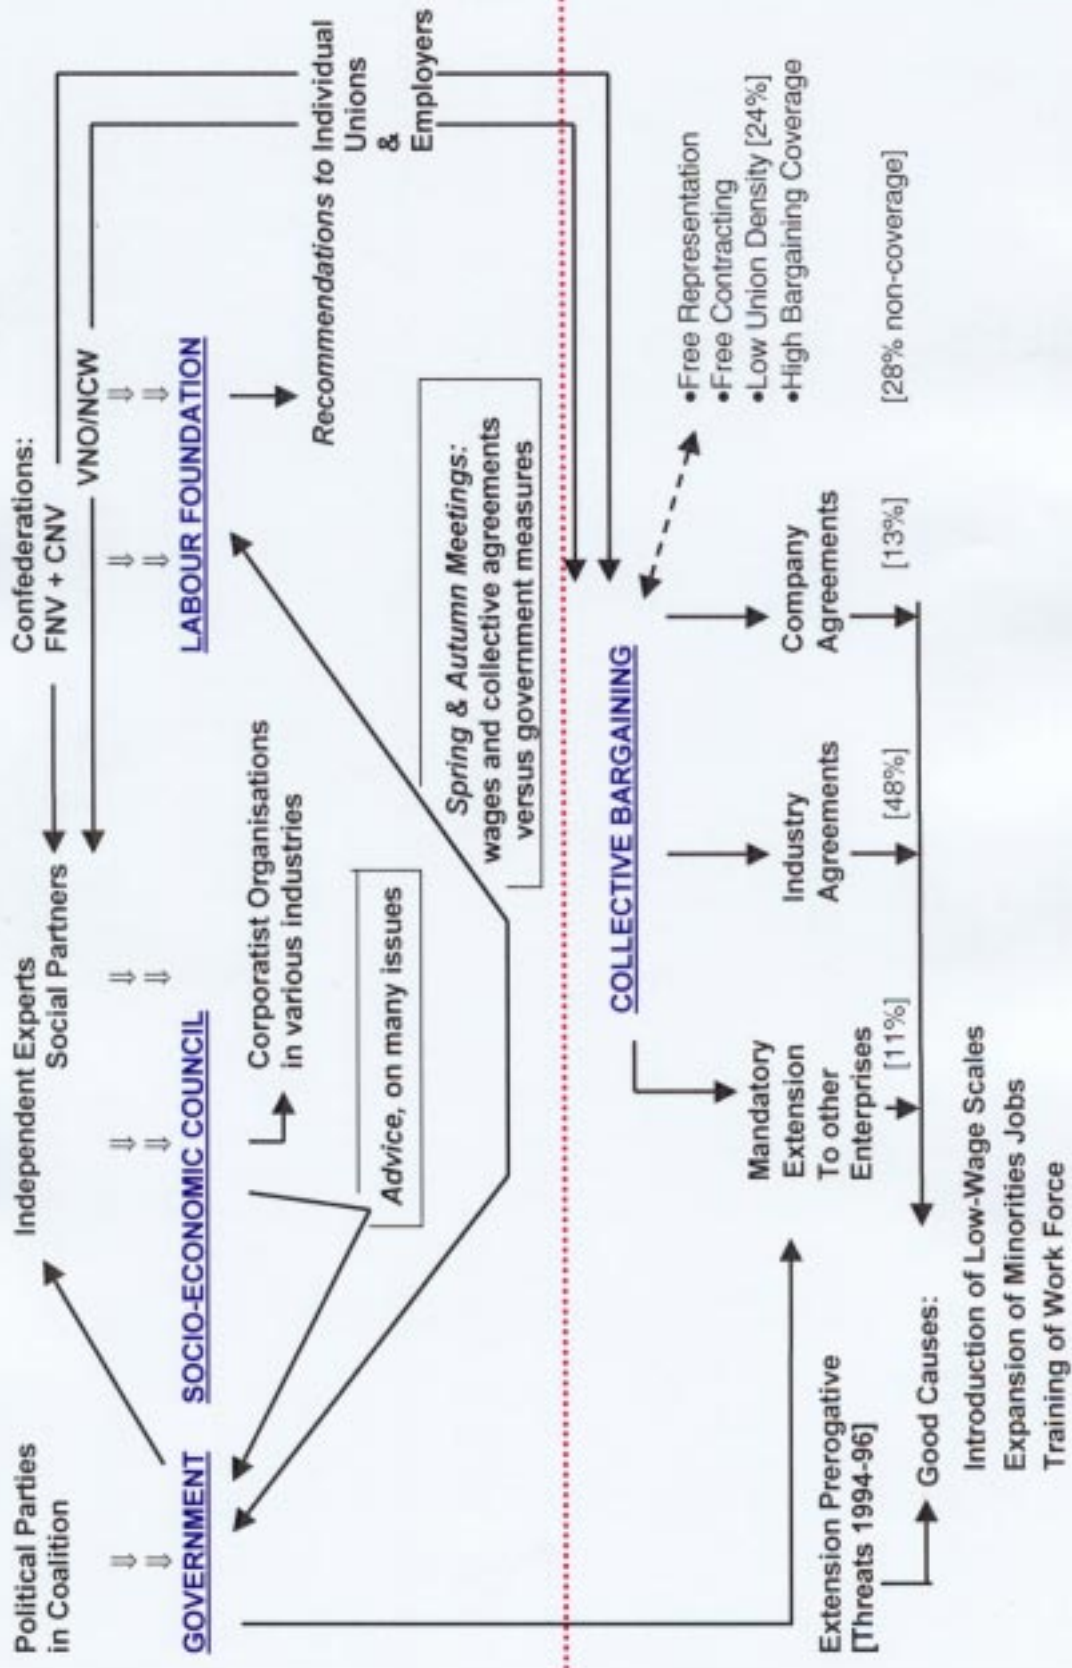 Political Parties
in Coalition
Independent Experts
Social Partners
Confederations:
FNV + CNV
VNO/NCW
⇒ ⇒
⇒ ⇒
⇒ ⇒
⇒ ⇒
⇒ ⇒
GOVERNMENT
SOCIO-ECONOMIC COUNCIL
LABOUR FOUNDATION
Corporatist Organisations
in various industries
Recommendations to Individual
Unions
&
Employers
Advice, on many issues
Spring & Autumn Meetings:
wages and collective agreements
versus government measures
COLLECTIVE BARGAINING
•Free Representation
•Free Contracting
•Low Union Density [24%]
•High Bargaining Coverage
Mandatory
Extension
To other
Enterprises
Industry
Agreements
Company
Agreements
[11%]
[48%]
[13%]
[28% non-coverage]
Extension Prerogative
[Threats 1994-96]
Good Causes:
Introduction of Low-Wage Scales
Expansion of Minorities Jobs
Training of Work Force